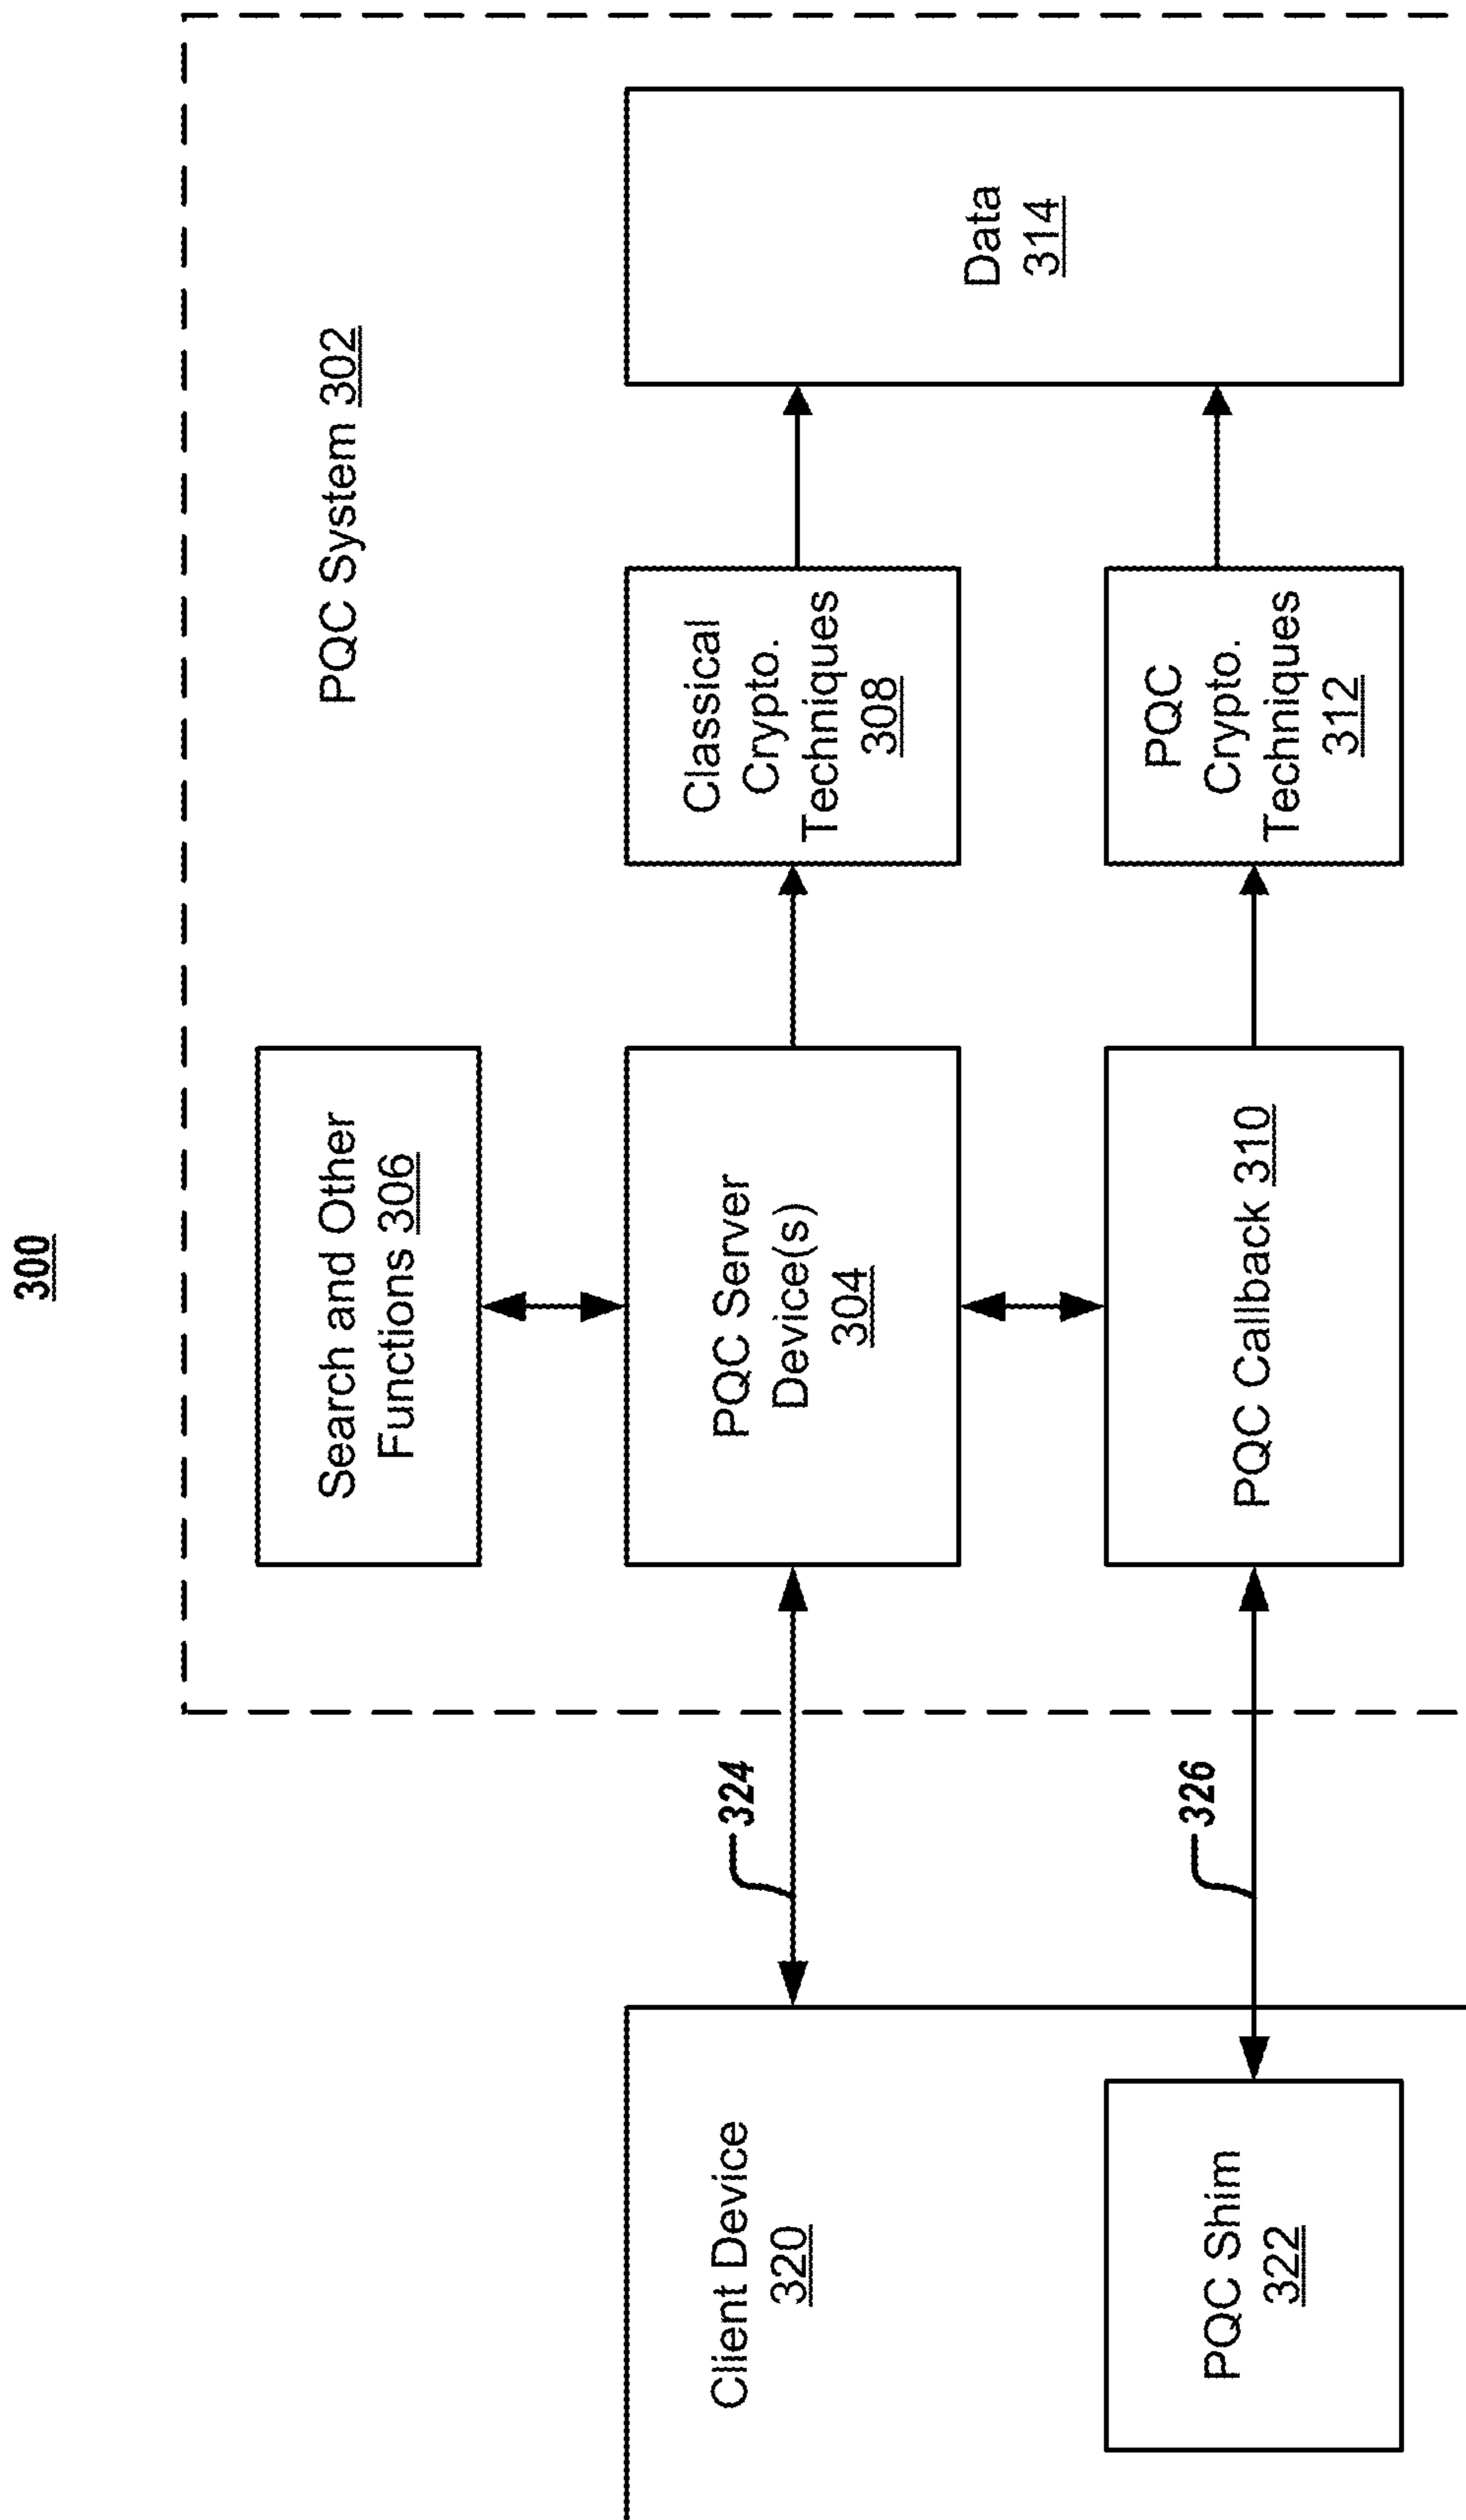 300
PQC System 302
Search and Other
Functions 306
Client Device
320
324
PQC Server
Device(s)
304
Classical
Crypto.
Techniques
308
Data
314
PQC Shim
322
326
PQC Callback 310
PQC
Crypto.
Techniques
312